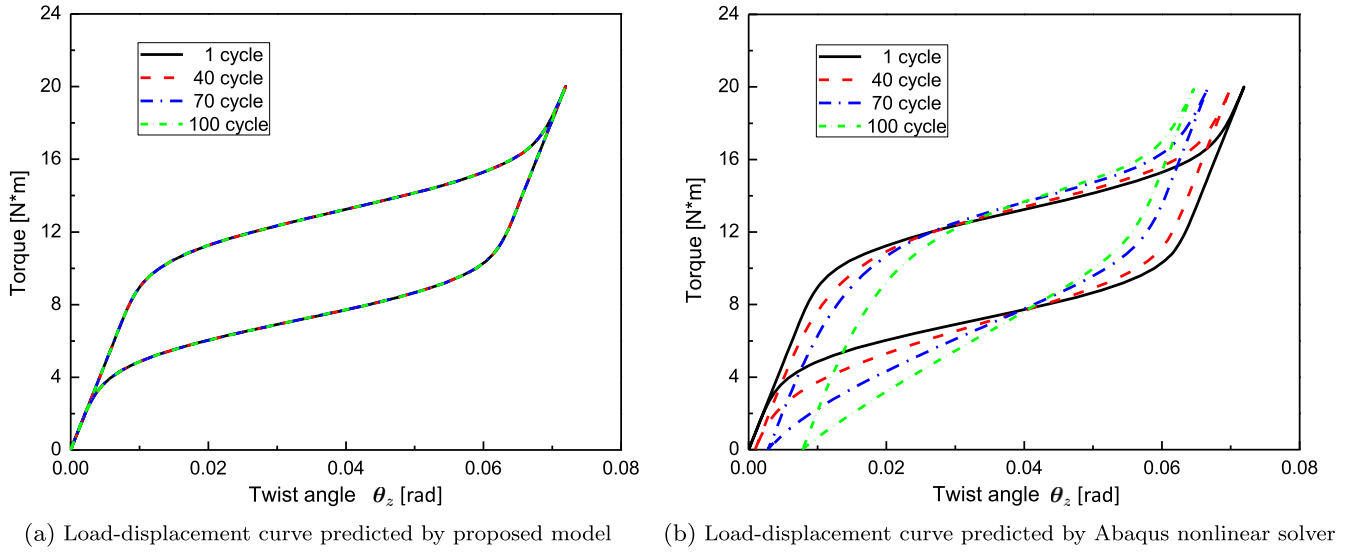 24
20
16
12
8
4
0
Torque [N*m]
1 cycle
40 cycle
70 cycle
100 cycle
0.00
0.02
0.04
0.06
0.08
Twist angle θz [rad]
(a) Load-displacement curve predicted by proposed model
24
20
16
12
8
4
0
Torque [N*m]
1 cycle
40 cycle
70 cycle
100 cycle
0.00
0.02
0.04
0.06
0.08
Twist angle θz [rad]
(b) Load-displacement curve predicted by Abaqus nonlinear solver